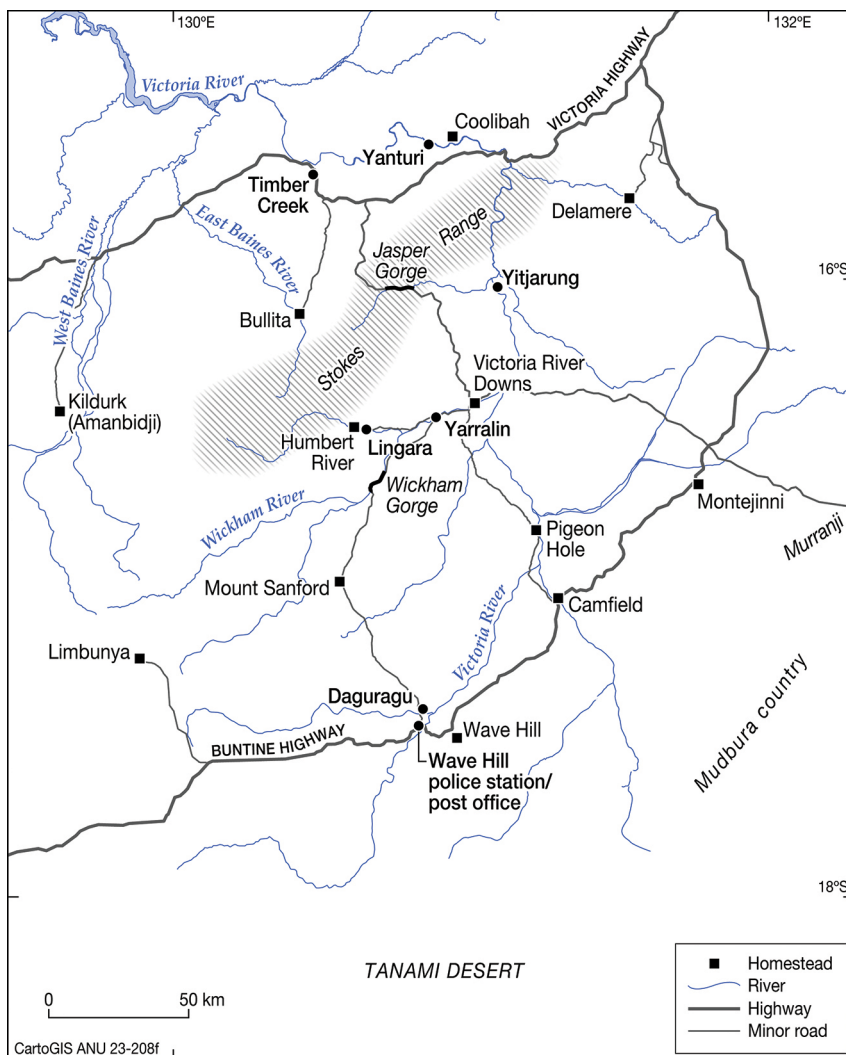 130°E
132°E
Victoria River
VICTORIA HIGHWAY
Coolibah
Yanturi
Timber
Creek
Delamere
East Baines River
West Baines River
Jasper
Gorge
Range
Yitjarung
16°S
Bullita
Stokes
Victoria River
Downs
Kildurk
(Amanbidji)
Humbert
River
Lingara
Yarralin
Wickham
Gorge
Montejinni
Wickham River
Murranji
Pigeon
Hole
Mount Sanford
Camfield
Victoria River
Limbunya
Mudbura country
Daguragu
BUNTINE HIGHWAY
Wave Hill
Wave Hill
police station/
post office
18°S
TANAMI DESERT
0 50 km
Homestead
River
Highway
Minor road
CartoGIS ANU 23-208f